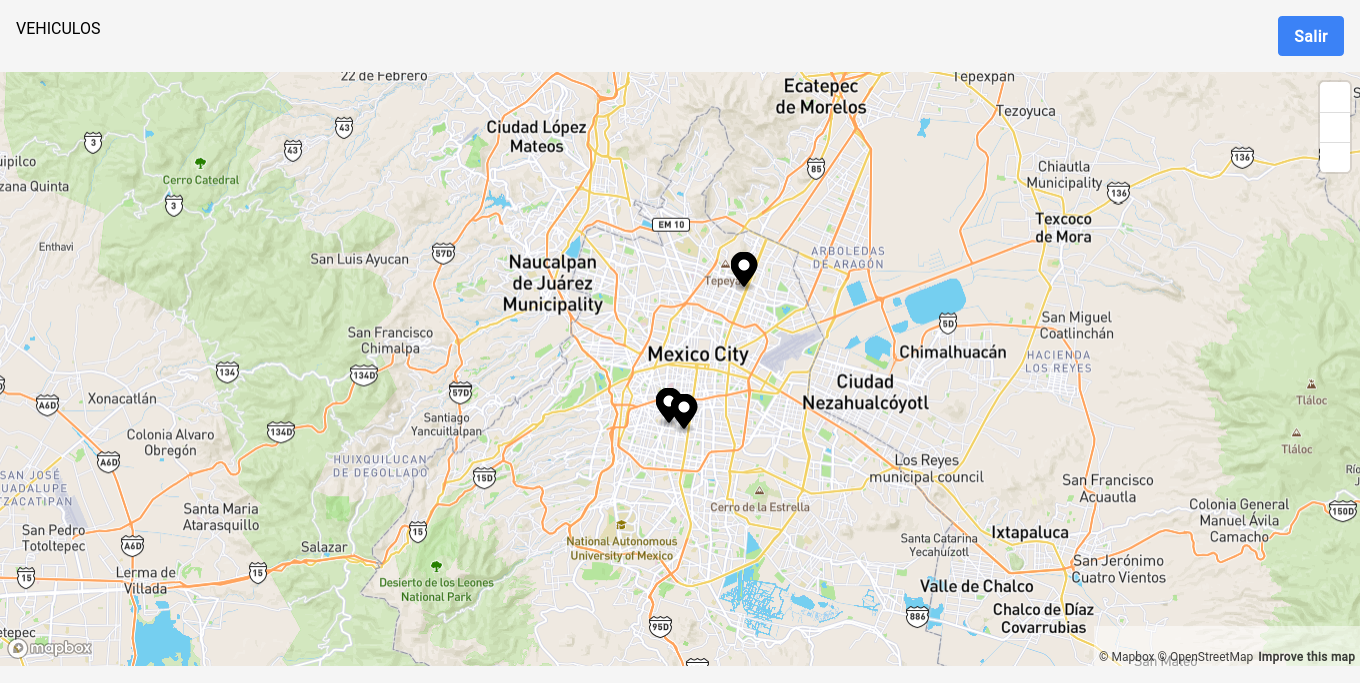 VEHICULOS
Salir
22 de Febrero
Ecatepec
de Morelos
Tepexpan
Tezoyuca
Ciudad López
Mateos
43
43
3
85
136
136
uipilco
zana Quinta
Cerro Catedral
3
Chiautla
Municipality
Texcoco
de Mora
EM 10
Enthavi
San Luis Ayucan
57D
Naucalpan
de Juárez
Municipality
ARBOLEDAS
DE ARAGÓN
5D
San Miguel
Coatlinchán
San Francisco
Chimalpa
Mexico City
Chimalhuacán
HACIENDA
LOS REYES
134
134D
57D
Ciudad
Nezahualcóyotl
Tláloc
A6D
Xonacatlán
Santiago
Yancuitlalpan
Colonia Alvaro
Obregón
134D
Tláloc
A6D
HUIXQUILUCAN
DE DEGOLLADO
15D
Los Reyes
municipal council
SAN JOSÉ
San Francisco
Acuautla
Cerro de la Estrella
Santa Maria
Atarasquillo
Colonia General
Manuel Ávila
Camacho
150D
San Pedro
Totoltepec
A6D
15
National Autonomous
University of Mexico
Santa Catarina
Yecahuízotl
Ixtapaluca
Salazar
San Jerónimo
Cuatro Vientos
15
Lerma de
Villada
15
Desierto de los Leones
National Park
Valle de Chalco
886
Chalco de Díaz
Covarrubias
95D
etepec
mapbox
© Mapbox © OpenStreetMap Improve this map
San Mateo